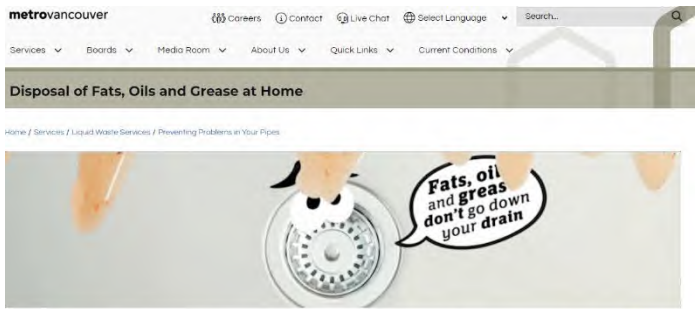 metrovancouver
Careers Contact Live Chat Select Language Search...
Services Boards Media Room About Us Quick Links Current Conditions
Disposal of Fats, Oils and Grease at Home
Home / Services / Liquid Waste Services / Preventing Problems in Your Pipes
Fats, oil
and greas
don't go down
your drain